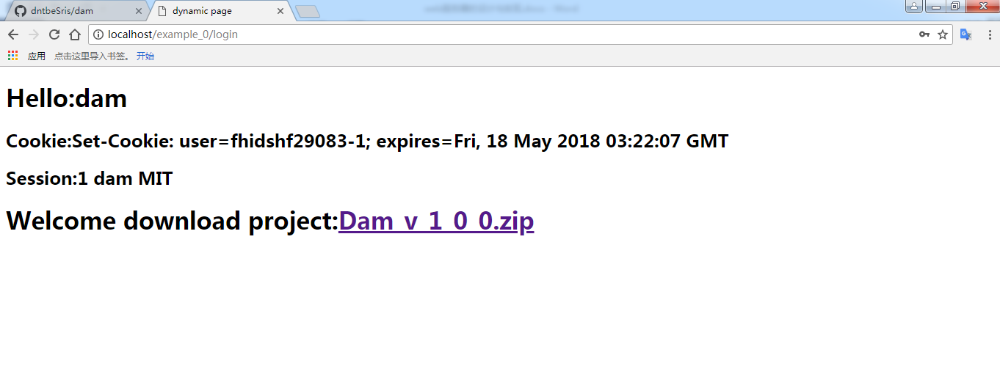 dntbeSris/dam
dynamic page
localhost/example_0/login
应用 点击这里导入书签。 开始
Hello:dam
Cookie:Set-Cookie: user=fhidshf29083-1; expires=Fri, 18 May 2018 03:22:07 GMT
Session:1 dam MIT
Welcome download project:Dam_v_1_0_0.zip